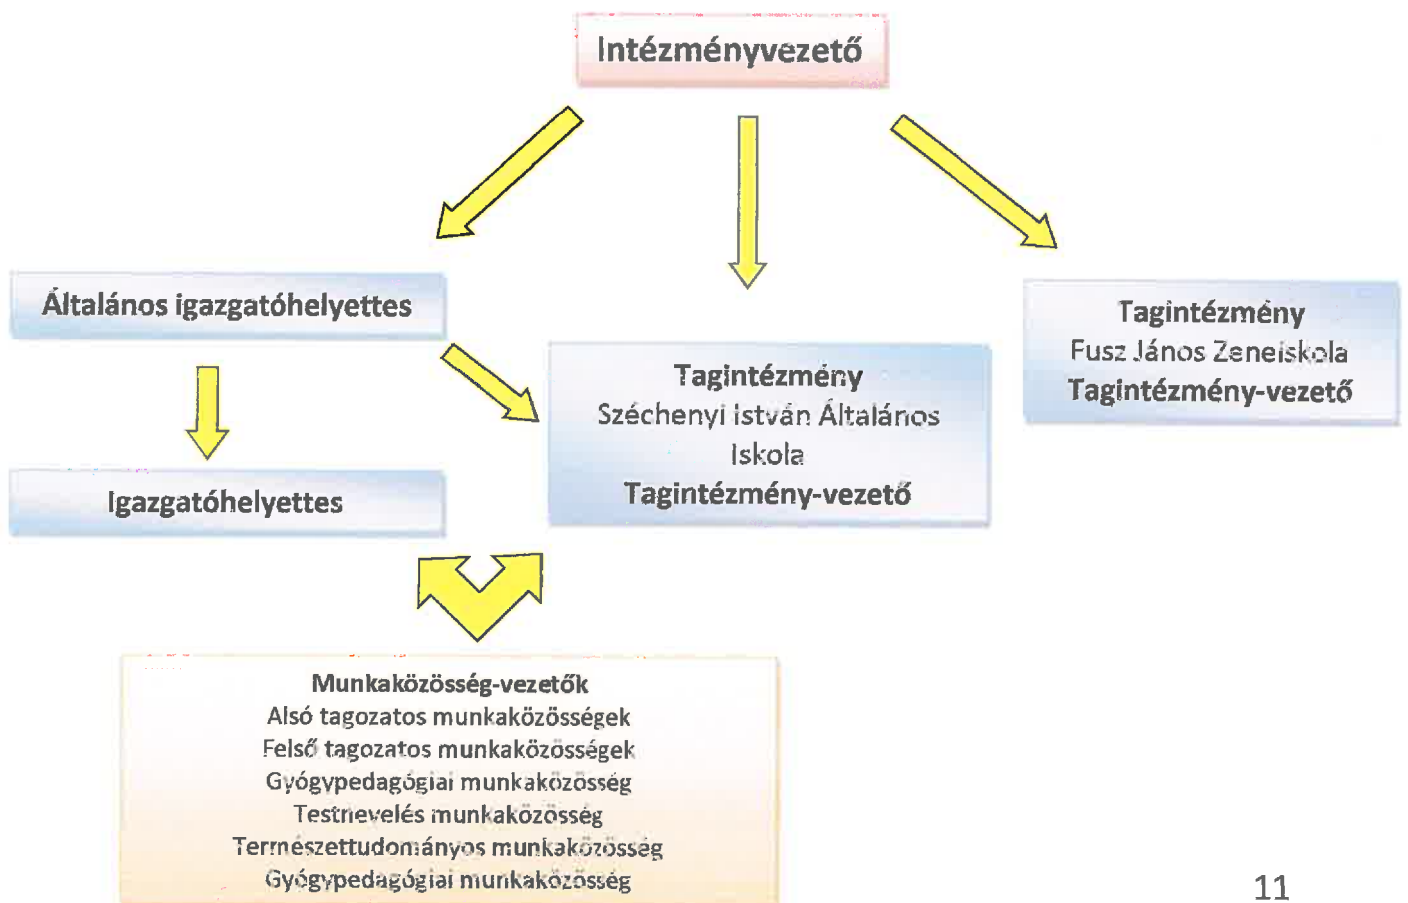 Intézményvezető
Általános igazgatóhelyettes
Tagintézmény
Fusz János Zeneiskola
Tagintézmény-vezető
Tagintézmény
Széchenyi István Általános
Iskola
Tagintézmény-vezető
Igazgatóhelyettes
Munkaközösség-vezetők
Alsó tagozatos munkaközösségek
Felső tagozatos munkaközösségek
Gyógypedagógiai munkaközösség
Testnevelés munkaközösség
Természettudományos munkaközösség
Gyógypedagógiai munkaközösség
11